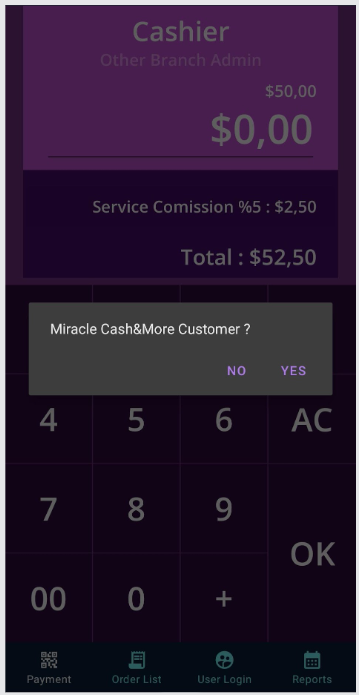 Cashier
Other Branch Admin
$50,00
$0,00
Service Comission %5 : $2,50
Total : $52,50
Miracle Cash&More Customer ?
NO YES
4 5 6 AC
7 8 9
OK
00 0 +
Payment Order List User Login Reports